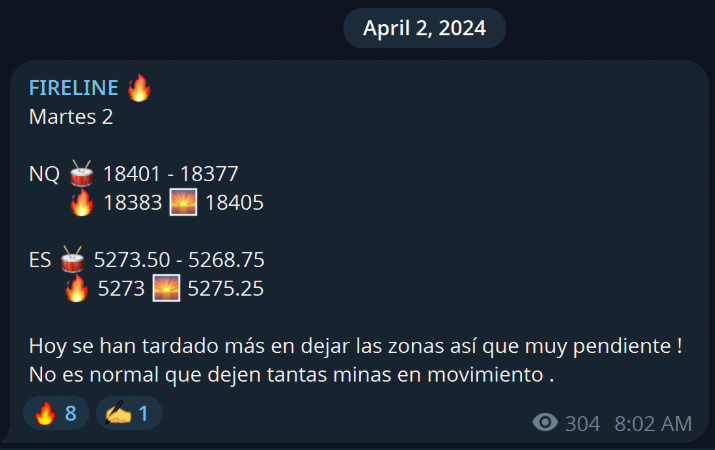 April 2, 2024
FIRELINE 🔥
Martes 2
NQ 🥁 18401 - 18377
🔥 18383 🌅 18405
ES 🥁 5273.50 - 5268.75
🔥 5273 🌅 5275.25
Hoy se han tardado más en dejar las zonas así que muy pendiente !
No es normal que dejen tantas minas en movimiento .
🔥 8 ✍️ 1
304 8:02 AM